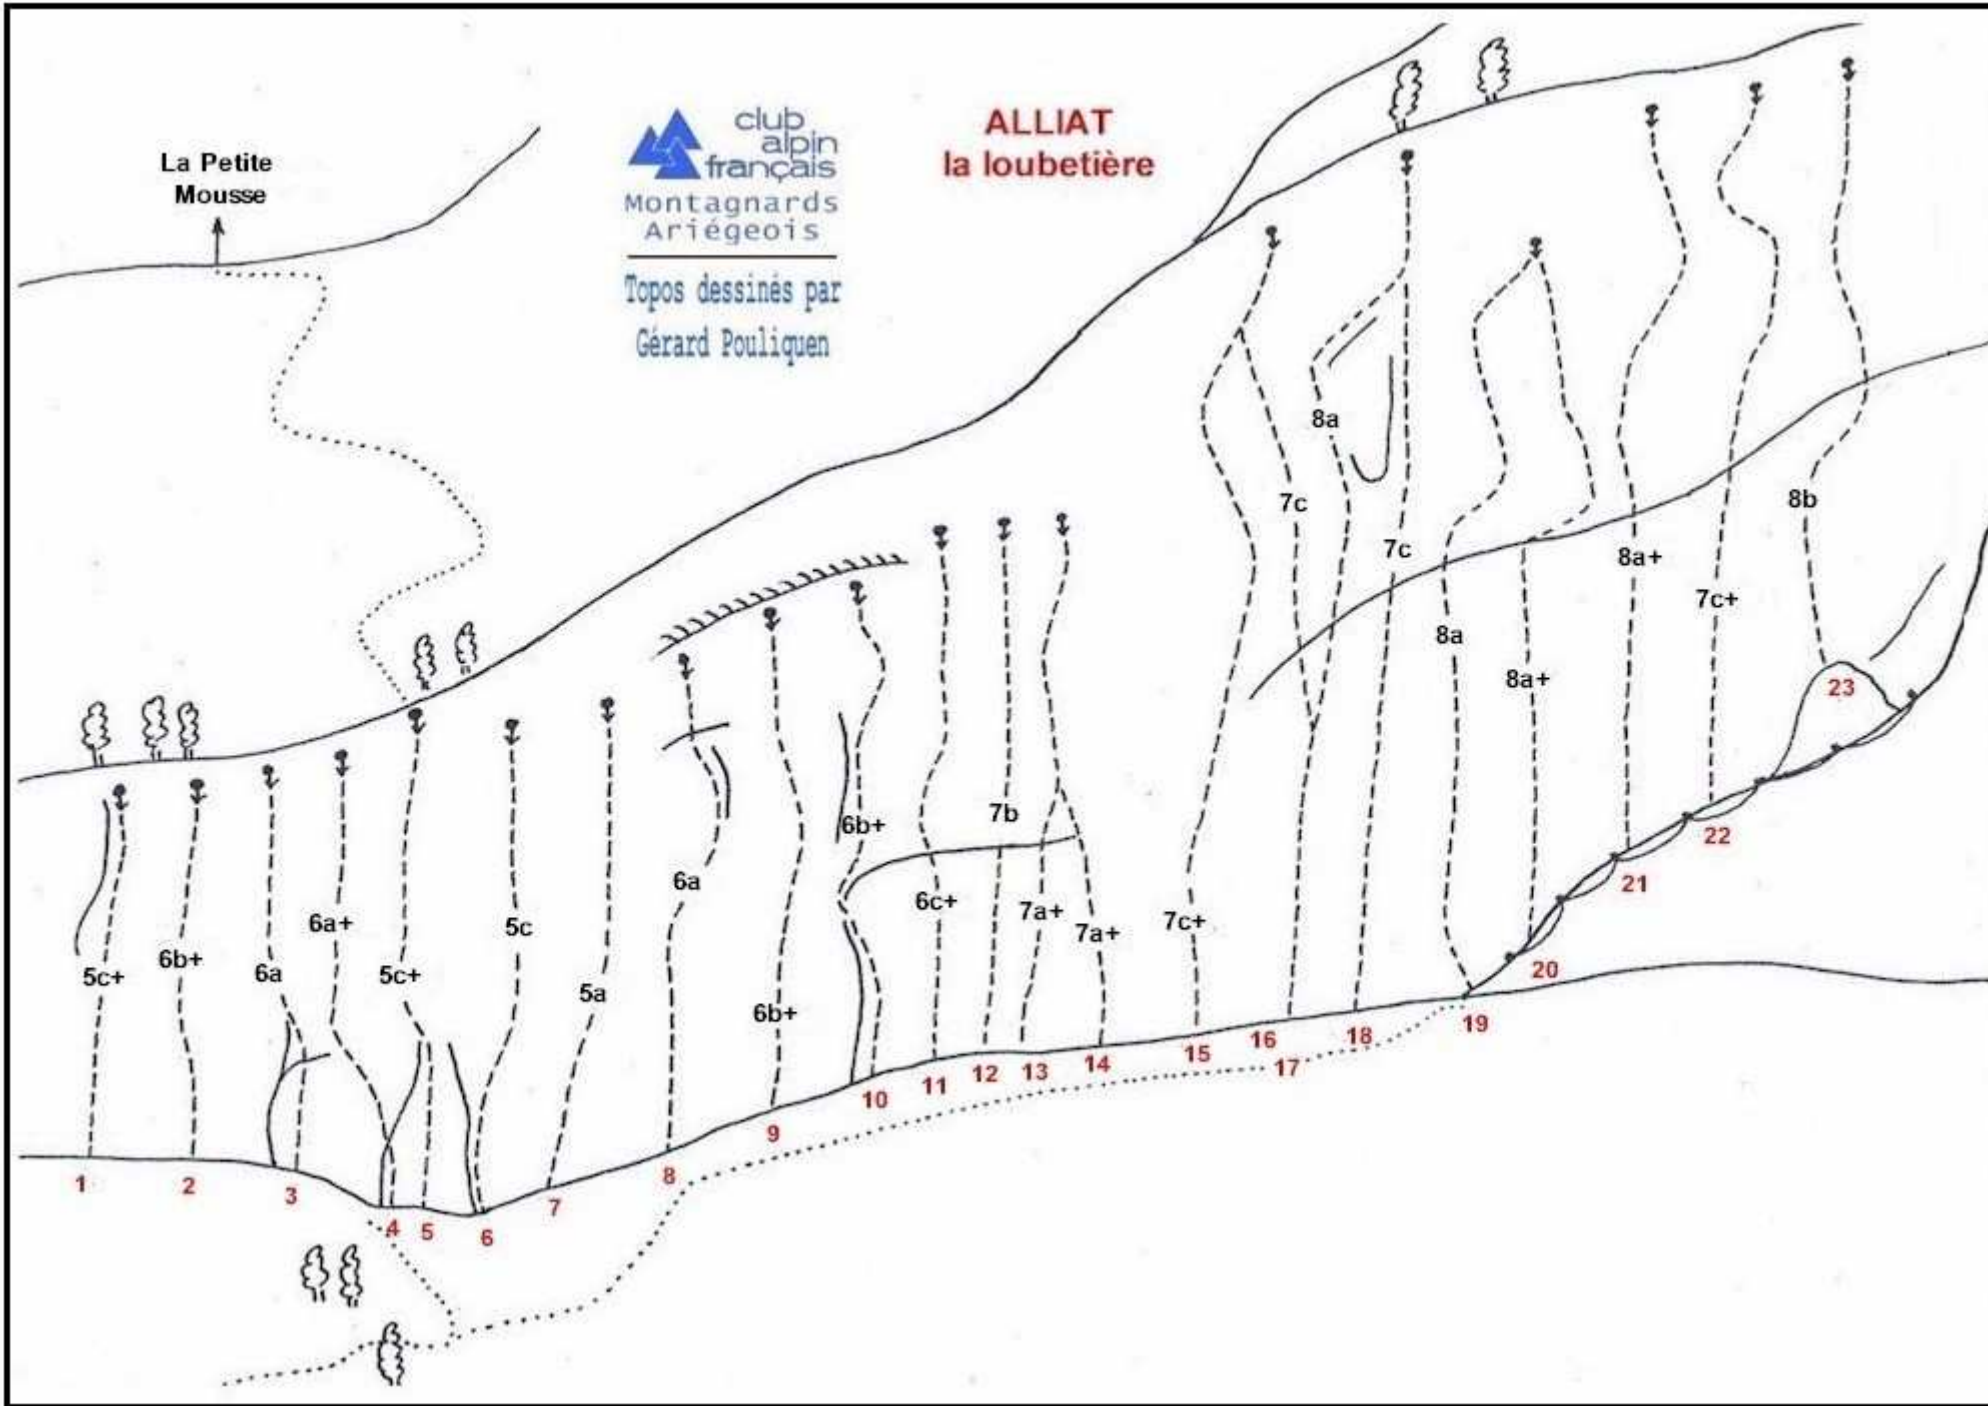 La Petite
Mousse
club
alpin
français
Montagnards
Ariégeois
Topos dessinés par
Gérard Pouliquen
ALLIAT
la loubetière
8a
7c
7c
8b
8a+
7c+
8a
8a+
7b
6b+
6a
6c+
7a+
7a+
7c+
6a+
5c
6b+
6a
5c+
5c+
5a
6b+
1
2
3
4
5
6
7
8
9
10
11
12
13
14
15
16
17
18
19
20
21
22
23